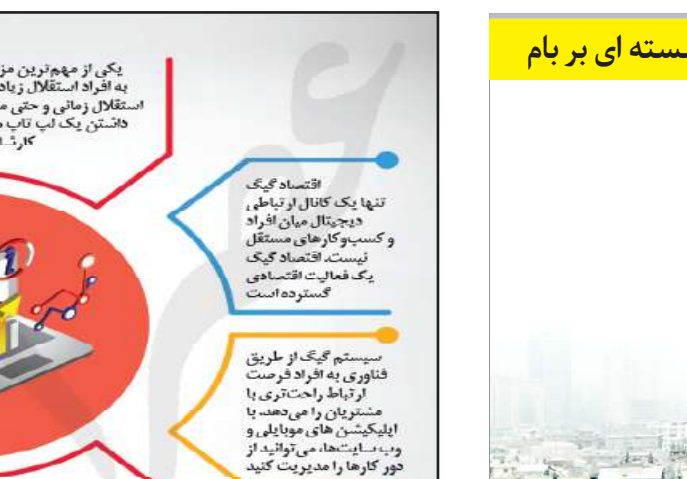 سته ای بر بام
یکی از مهم‌ترین
به افراد استقلال
استقلال زمانی و حتی
داشتن یک لپ تاپ
اقتصاد گیگ
تنها یک کانال ارتباطی
دیجیتال میان افراد
و کسب‌وکارهای مستقل
نیست. اقتصاد گیگ
یک فعالیت اقتصادی
گسترده است
سیستم گیگ از طریق
فناوری به افراد فرصت
ارتباط راحت‌تری با
مشتریان را می‌دهد. با
اپلیکیشن های موبایلی و
وب سایت‌ها، می‌توانید از
دور کارها را مدیریت کنید